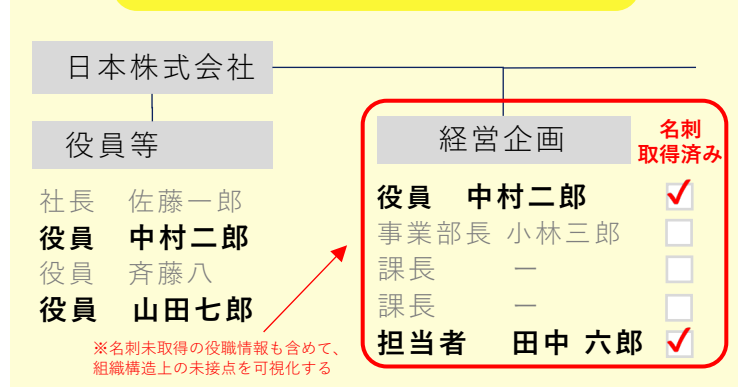 日本株式会社
役員等
社長 佐藤一郎
役員 中村二郎
役員 斉藤八
役員 山田七郎
※名刺未取得の役職情報も含めて、
組織構造上の未接点を可視化する
経営企画
名刺
取得済み
役員 中村二郎
事業部長 小林三郎
課長 ー
課長 ー
担当者 田中 六郎